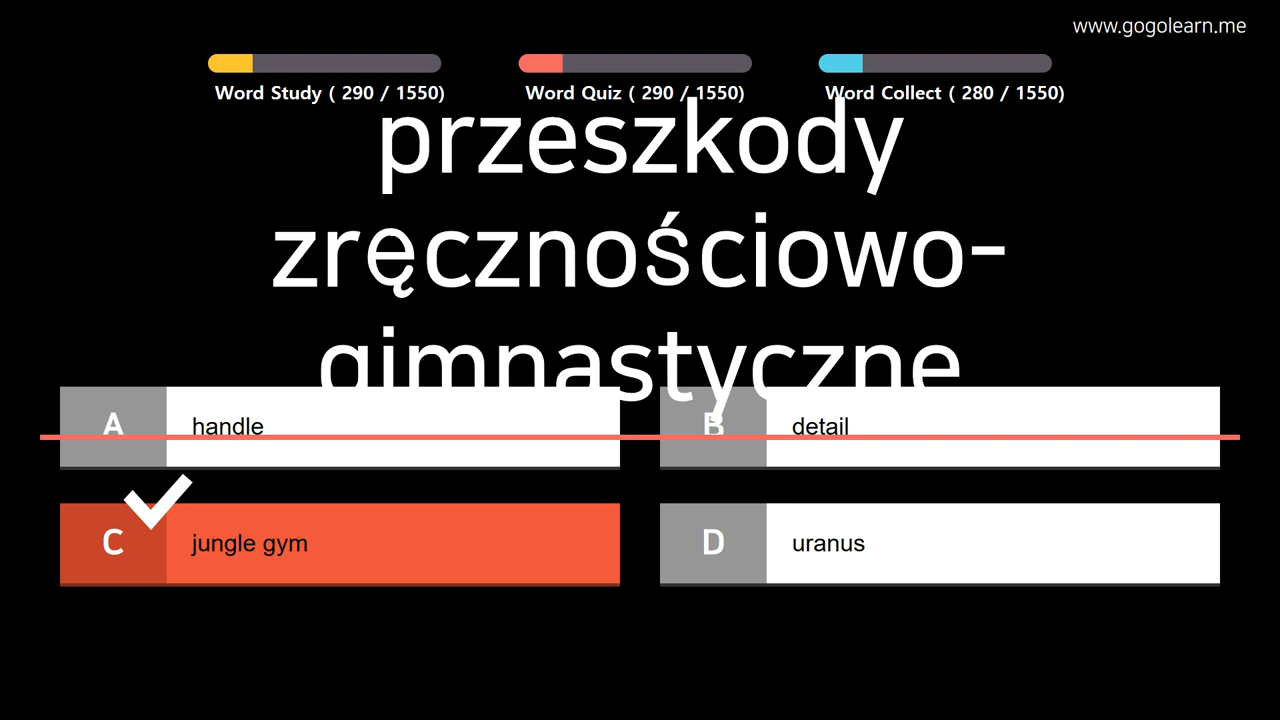 www.gogolearn.me
Word Study ( 290 / 1550)
Word Quiz ( 290 / 1550)
Word Collect ( 280 / 1550)
przeszkody
zręcznościowo-
gimnastyczne
A handle
B detail
C jungle gym
D uranus